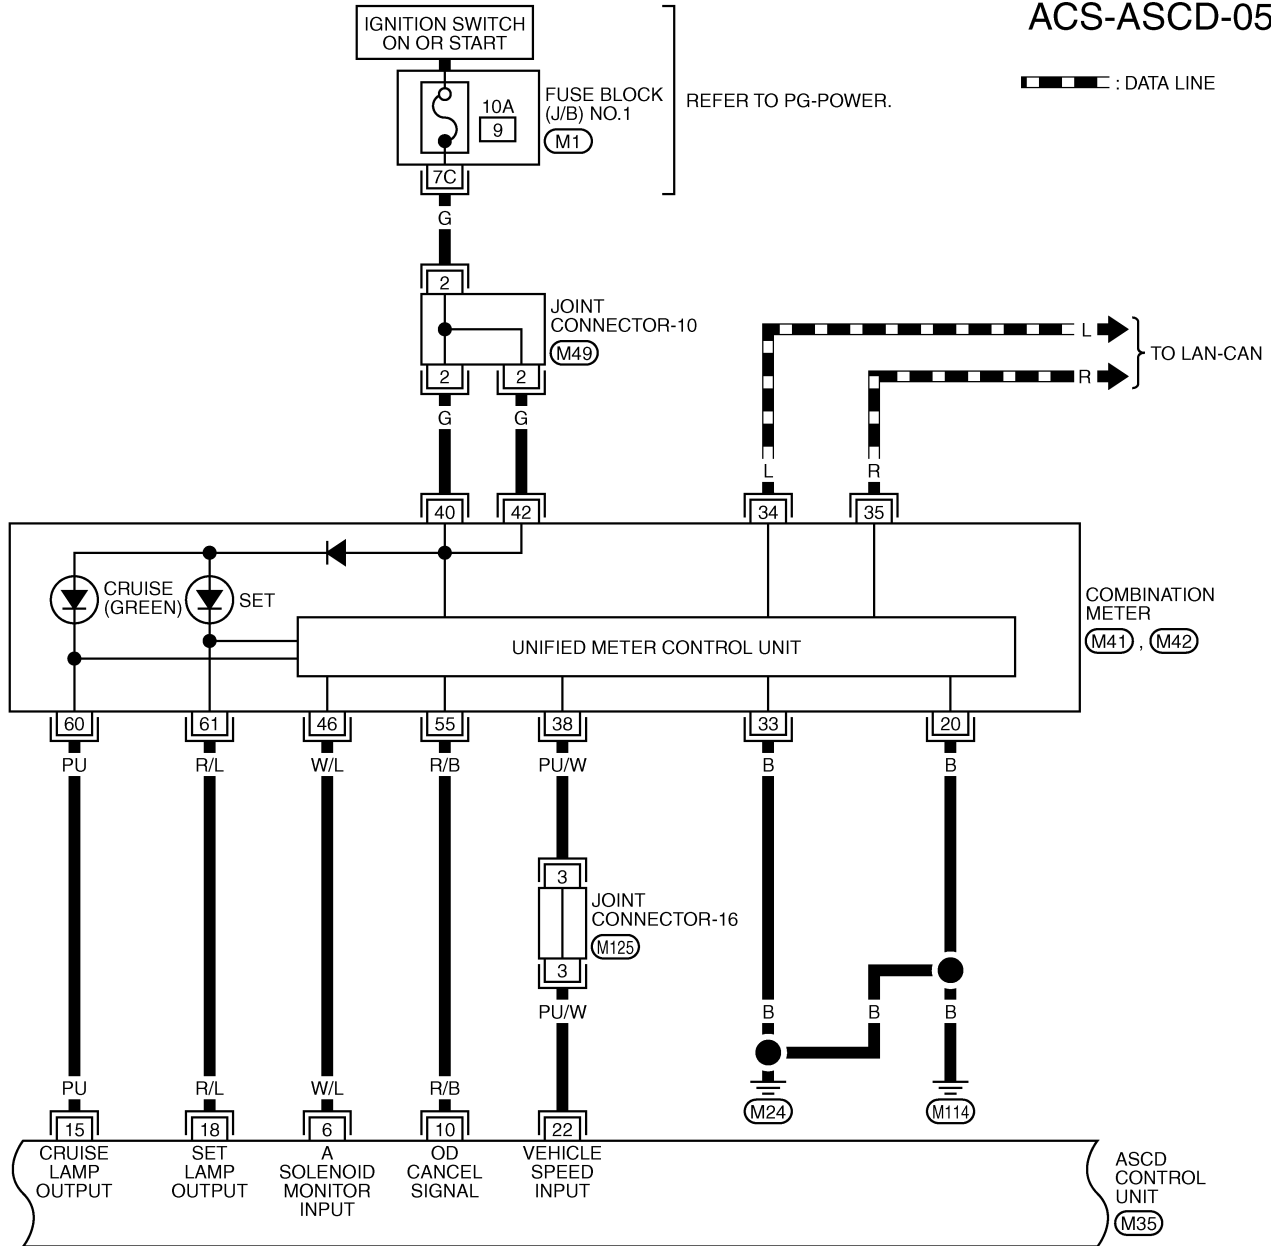 ACS-ASCD-05
IGNITION SWITCH
ON OR START
: DATA LINE
10A
9
FUSE BLOCK
(J/B) NO.1
M1
REFER TO PG-POWER.
7C
G
2
JOINT
CONNECTOR-10
M49
2 2
G G
L
R
TO LAN-CAN
L R
40 42 34 35
CRUISE
(GREEN)
SET
UNIFIED METER CONTROL UNIT
COMBINATION
METER
M41 , M42
60 61 46 55 38 33 20
PU R/L W/L R/B PU/W B B
3
JOINT
CONNECTOR-16
M125
3
PU/W B B B
PU R/L W/L R/B
M24 M114
15 18 6 10 22
CRUISE
LAMP
OUTPUT
SET
LAMP
OUTPUT
A
SOLENOID
MONITOR
INPUT
OD
CANCEL
SIGNAL
VEHICLE
SPEED
INPUT
ASCD
CONTROL
UNIT
M35